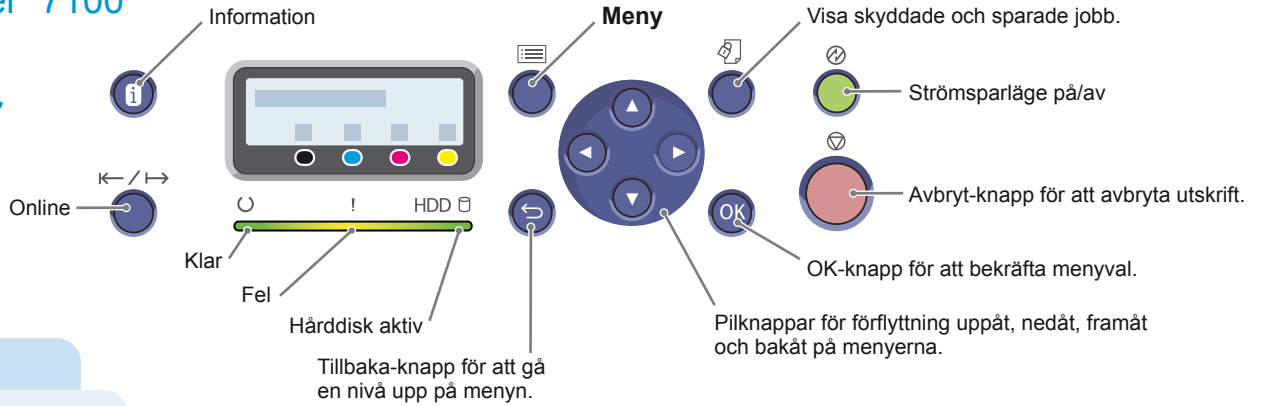 7100
Information
Meny
Visa skyddade och sparade jobb.
Strömsparläge på/av
Online
! HDD
OK
Avbryt-knapp för att avbryta utskrift.
Klar
Fel
Hårddisk aktiv
OK-knapp för att bekräfta menyval.
Pilknappar för förflyttning uppåt, nedåt, framåt
och bakåt på menyerna.
Tillbaka-knapp för att gå
en nivå upp på menyn.